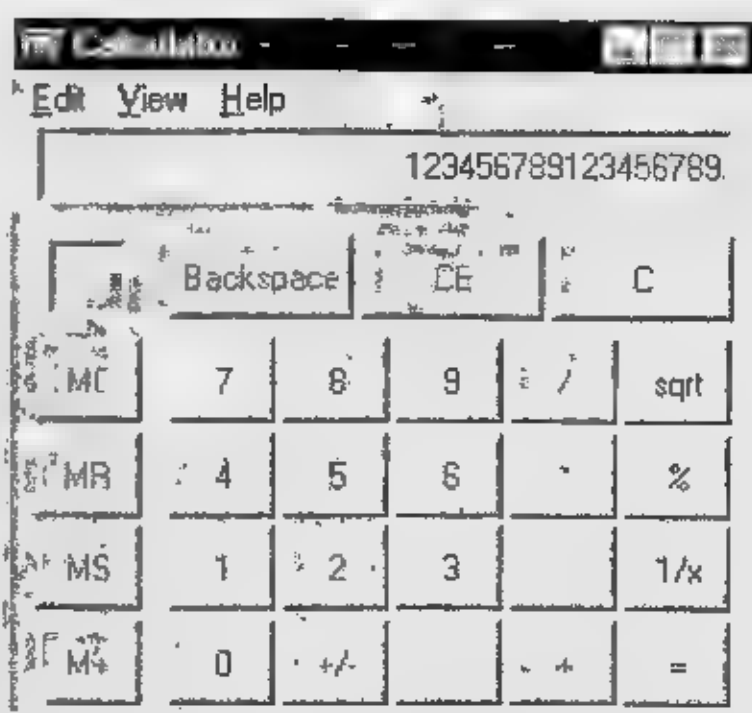 Calculator
Edit View Help
123456789123456789.
Backspace CE C
MC 7 8 9 / sqrt
MR 4 5 6 * %
MS 1 2 3 1/x
M+ 0 +/- + =